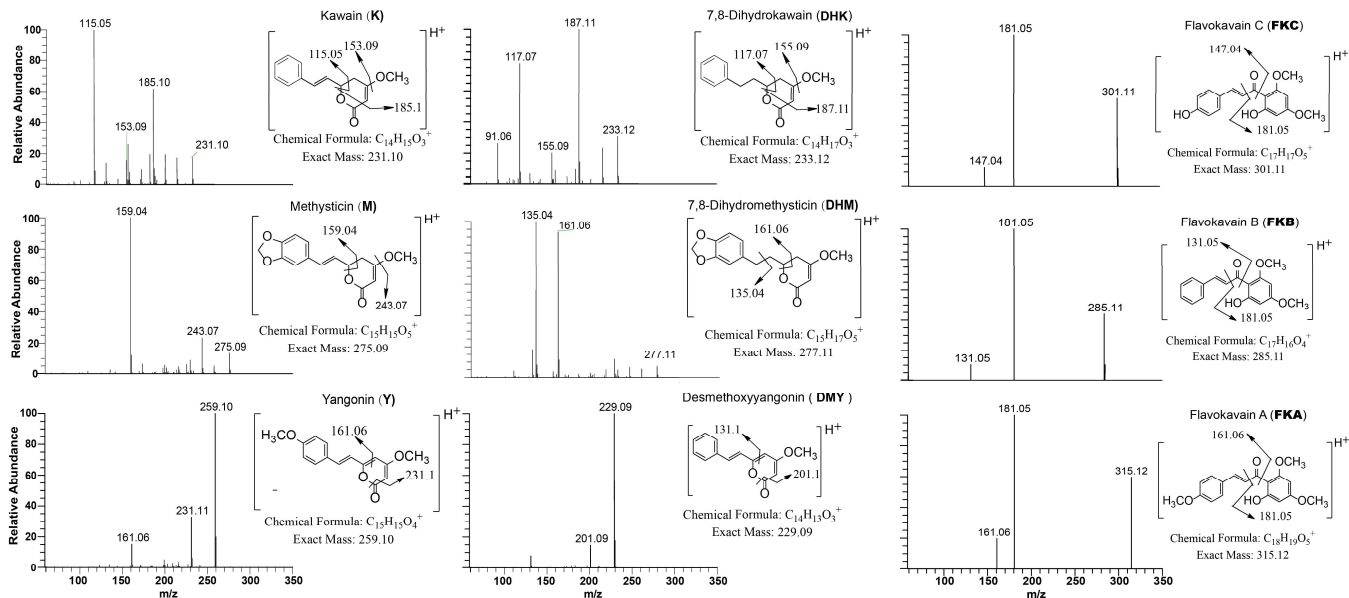 Kawain (K)
Relative Abundance
100
80
60
40
20
0
115.05
185.10
153.09
231.10
H+
115.05
153.09
OCH3
O
O
185.1
Chemical Formula: C14H15O3+
Exact Mass: 231.10
7,8-Dihydrokawain (DHK)
187.11
117.07
91.06
155.09
233.12
H+
117.07
155.09
OCH3
O
O
187.11
Chemical Formula: C14H17O3+
Exact Mass: 233.12
Flavokavain C (FKC)
181.05
301.11
147.04
H+
147.04
O
OCH3
HO
HO
OCH3
181.05
Chemical Formula: C17H17O5+
Exact Mass: 301.11
Methysticin (M)
Relative Abundance
100
80
60
40
20
0
159.04
243.07
275.09
H+
159.04
O
O
OCH3
O
O
243.07
Chemical Formula: C15H15O5+
Exact Mass: 275.09
7,8-Dihydromethysticin (DHM)
135.04
161.06
277.11
H+
161.06
O
O
OCH3
O
O
135.04
Chemical Formula: C15H17O5+
Exact Mass: 277.11
Flavokavain B (FKB)
181.05
285.11
131.05
H+
131.05
O
OCH3
HO
OCH3
181.05
Chemical Formula: C17H16O4+
Exact Mass: 285.11
Yangonin (Y)
Relative Abundance
100
80
60
40
20
0
259.10
231.11
161.06
H+
H3CO
161.06
OCH3
O
O
231.1
Chemical Formula: C15H15O4+
Exact Mass: 259.10
100 150 200 250 300 350
m/z
Desmethoxyyangonin ( DMY )
229.09
201.09
H+
131.1
OCH3
O
O
201.1
Chemical Formula: C14H13O3+
Exact Mass: 229.09
100 150 200 250 300 350
m/z
Flavokavain A (FKA)
181.05
315.12
161.06
H+
161.06
O
OCH3
H3CO
HO
OCH3
181.05
Chemical Formula: C18H19O5+
Exact Mass: 315.12
100 150 200 250 300 350
m/z